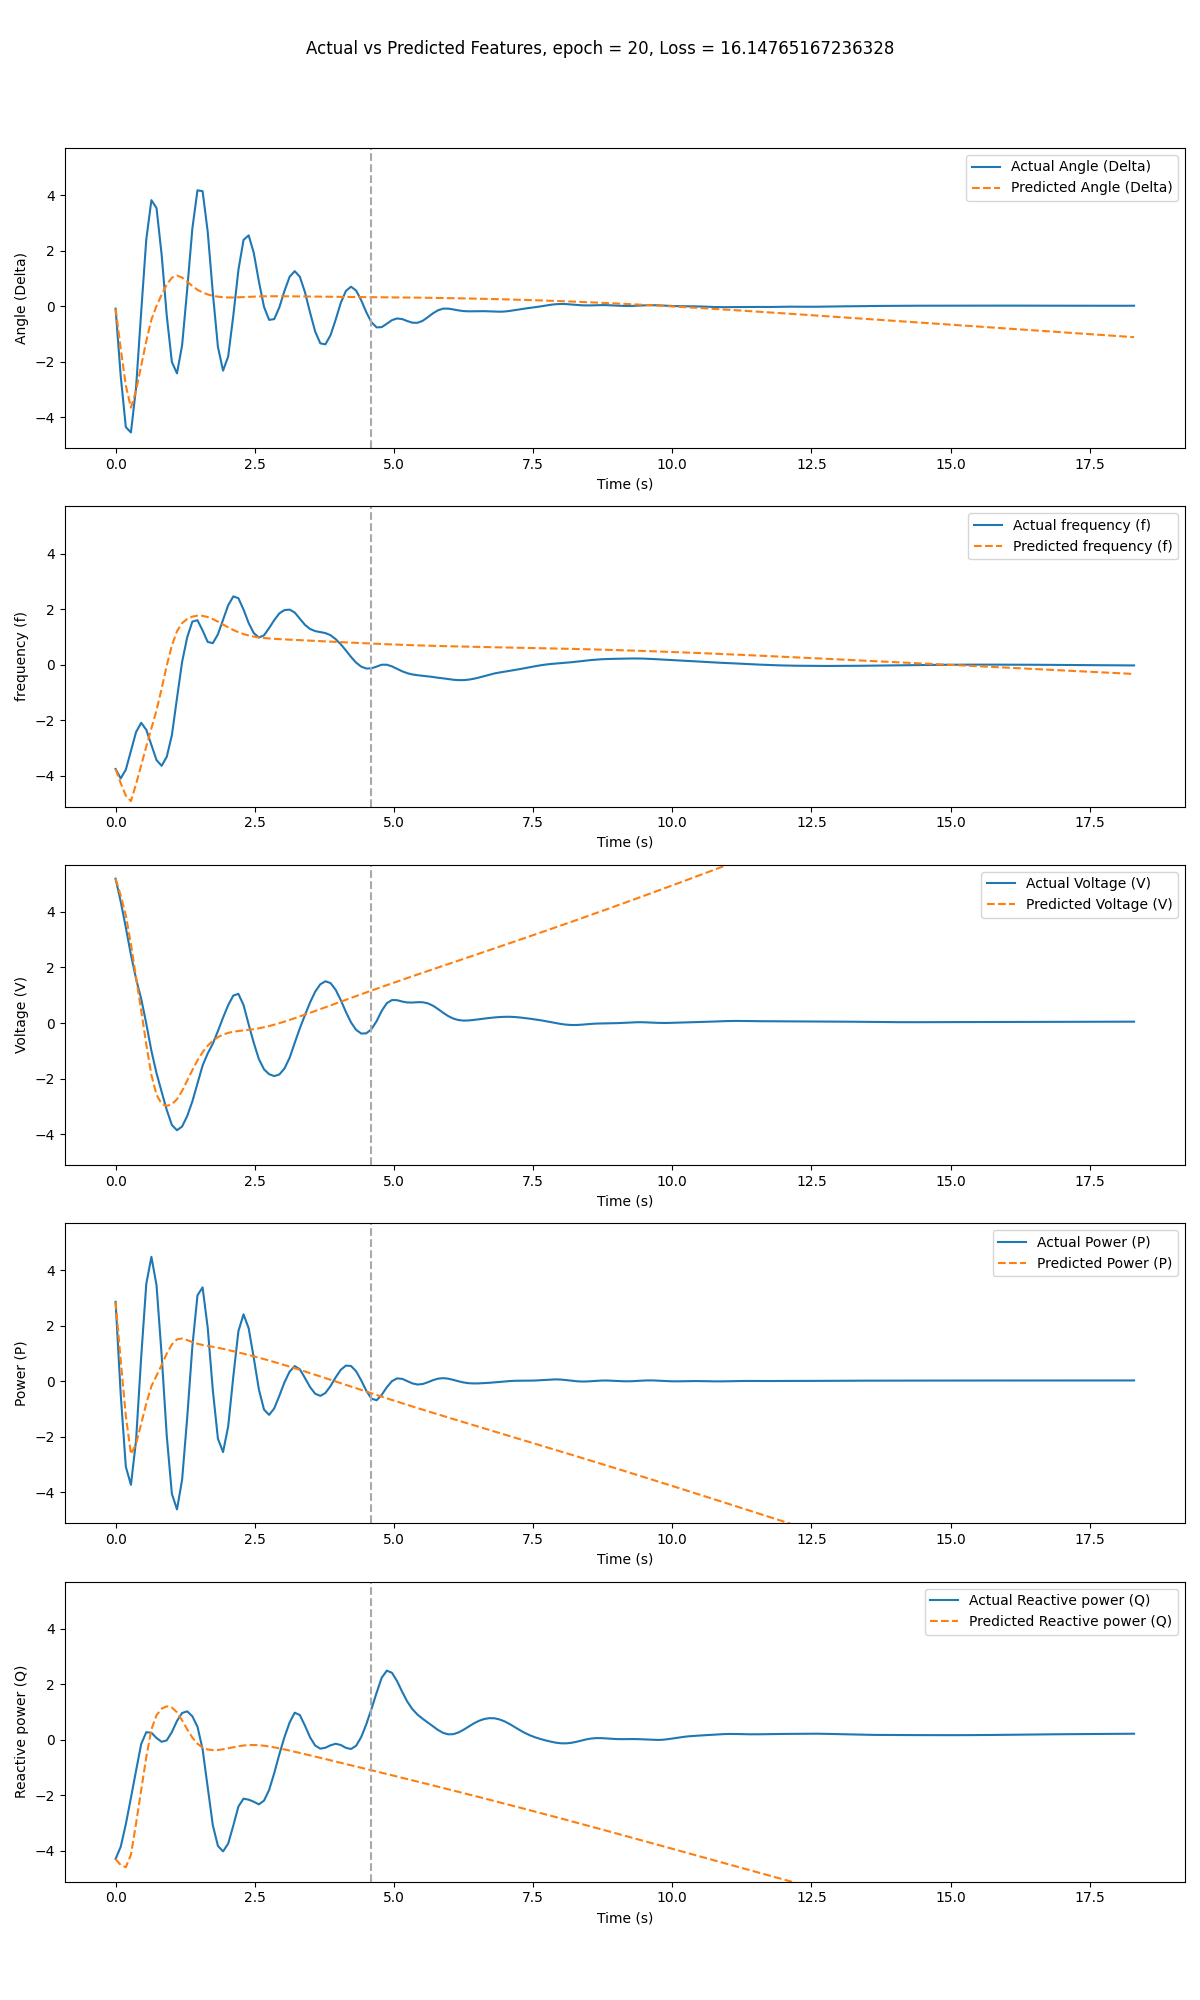 Actual vs Predicted Features, epoch = 20, Loss = 16.14765167236328
Actual Angle (Delta)
Predicted Angle (Delta)
Angle (Delta)
4
2
0
−2
−4
0.0 2.5 5.0 7.5 10.0 12.5 15.0 17.5
Time (s)
Actual frequency (f)
Predicted frequency (f)
frequency (f)
4
2
0
−2
−4
0.0 2.5 5.0 7.5 10.0 12.5 15.0 17.5
Time (s)
Actual Voltage (V)
Predicted Voltage (V)
Voltage (V)
4
2
0
−2
−4
0.0 2.5 5.0 7.5 10.0 12.5 15.0 17.5
Time (s)
Actual Power (P)
Predicted Power (P)
Power (P)
4
2
0
−2
−4
0.0 2.5 5.0 7.5 10.0 12.5 15.0 17.5
Time (s)
Actual Reactive power (Q)
Predicted Reactive power (Q)
Reactive power (Q)
4
2
0
−2
−4
0.0 2.5 5.0 7.5 10.0 12.5 15.0 17.5
Time (s)